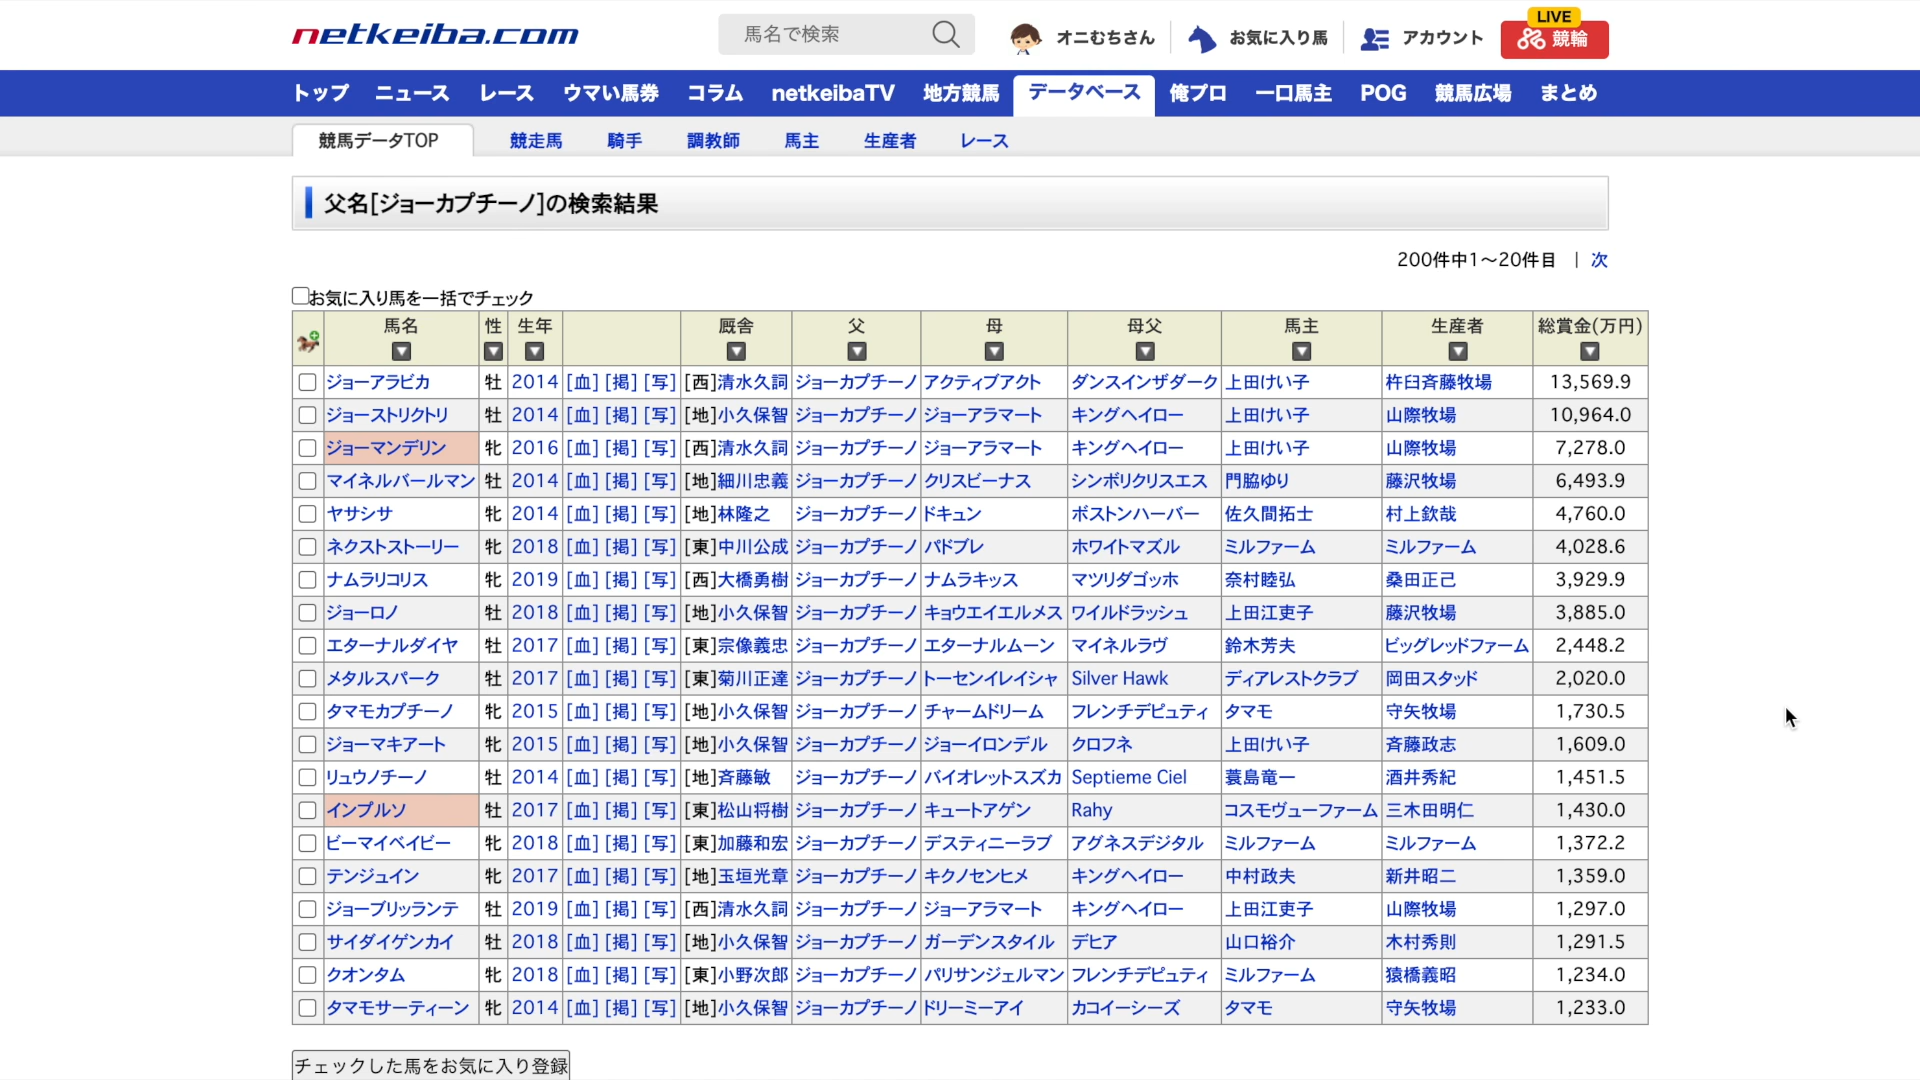 netkeiba.com 馬名で検索 オニむちさん お気に入り馬 アカウント LIVE 競輪
トップ ニュース レース ウマい馬券 コラム netkeibaTV 地方競馬 データベース 俺プロ 一口馬主 POG 競馬広場 まとめ
競馬データTOP 競走馬 騎手 調教師 馬主 生産者 レース
父名[ジョーカプチーノ]の検索結果
200件中1～20件目 | 次
お気に入り馬を一括でチェック
馬名 性 生年 厩舎 父 母 母父 馬主 生産者 総賞金(万円)
ジョーアラビカ 牡 2014 [血] [掲] [写] [西]清水久詞 ジョーカプチーノ アクティブアクト ダンスインザダーク 上田けい子 杵臼斉藤牧場 13,569.9
ジョーストリクトリ 牡 2014 [血] [掲] [写] [地]小久保智 ジョーカプチーノ ジョーアラマート キングヘイロー 上田けい子 山際牧場 10,964.0
ジョーマンデリン 牝 2016 [血] [掲] [写] [西]清水久詞 ジョーカプチーノ ジョーアラマート キングヘイロー 上田けい子 山際牧場 7,278.0
マイネルバールマン 牡 2014 [血] [掲] [写] [地]細川忠義 ジョーカプチーノ クリスビーナス シンボリクリスエス 門脇ゆり 藤沢牧場 6,493.9
ヤサシサ 牝 2014 [血] [掲] [写] [地]林隆之 ジョーカプチーノ ドキュン ボストンハーバー 佐久間拓士 村上欽哉 4,760.0
ネクストストーリー 牝 2018 [血] [掲] [写] [東]中川公成 ジョーカプチーノ パドブレ ホワイトマズル ミルファーム ミルファーム 4,028.6
ナムラリコリス 牝 2019 [血] [掲] [写] [西]大橋勇樹 ジョーカプチーノ ナムラキッス マツリダゴッホ 奈村睦弘 桑田正己 3,929.9
ジョーロノ 牡 2018 [血] [掲] [写] [地]小久保智 ジョーカプチーノ キョウエイエルメス ワイルドラッシュ 上田江吏子 藤沢牧場 3,885.0
エターナルダイヤ 牡 2017 [血] [掲] [写] [東]宗像義忠 ジョーカプチーノ エターナルムーン マイネルラヴ 鈴木芳夫 ビッグレッドファーム 2,448.2
メタルスパーク 牡 2017 [血] [掲] [写] [東]菊川正達 ジョーカプチーノ トーセンイレイシャ Silver Hawk ディアレストクラブ 岡田スタッド 2,020.0
タマモカプチーノ 牝 2015 [血] [掲] [写] [地]小久保智 ジョーカプチーノ チャームドリーム フレンチデピュティ タマモ 守矢牧場 1,730.5
ジョーマキアート 牝 2015 [血] [掲] [写] [地]小久保智 ジョーカプチーノ ジョーイロンデル クロフネ 上田けい子 斉藤政志 1,609.0
リュウノチーノ 牡 2014 [血] [掲] [写] [地]斉藤敏 ジョーカプチーノ バイオレットスズカ Septieme Ciel 蓑島竜一 酒井秀紀 1,451.5
インプルソ 牡 2017 [血] [掲] [写] [東]松山将樹 ジョーカプチーノ キュートアゲン Rahy コスモヴューファーム 三木田明仁 1,430.0
ビーマイベイビー 牝 2018 [血] [掲] [写] [東]加藤和宏 ジョーカプチーノ デスティニーラブ アグネスデジタル ミルファーム ミルファーム 1,372.2
テンジュイン 牝 2017 [血] [掲] [写] [地]玉垣光章 ジョーカプチーノ キクノセンヒメ キングヘイロー 中村政夫 新井昭二 1,359.0
ジョーブリッランテ 牡 2019 [血] [掲] [写] [西]清水久詞 ジョーカプチーノ ジョーアラマート キングヘイロー 上田江吏子 山際牧場 1,297.0
サイダイゲンカイ 牡 2018 [血] [掲] [写] [地]小久保智 ジョーカプチーノ ガーデンスタイル デヒア 山口裕介 木村秀則 1,291.5
クオンタム 牝 2018 [血] [掲] [写] [東]小野次郎 ジョーカプチーノ パリサンジェルマン フレンチデピュティ ミルファーム 猿橋義昭 1,234.0
タマモサーティーン 牝 2014 [血] [掲] [写] [地]小久保智 ジョーカプチーノ ドリーミーアイ カコイーシーズ タマモ 守矢牧場 1,233.0
チェックした馬をお気に入り登録